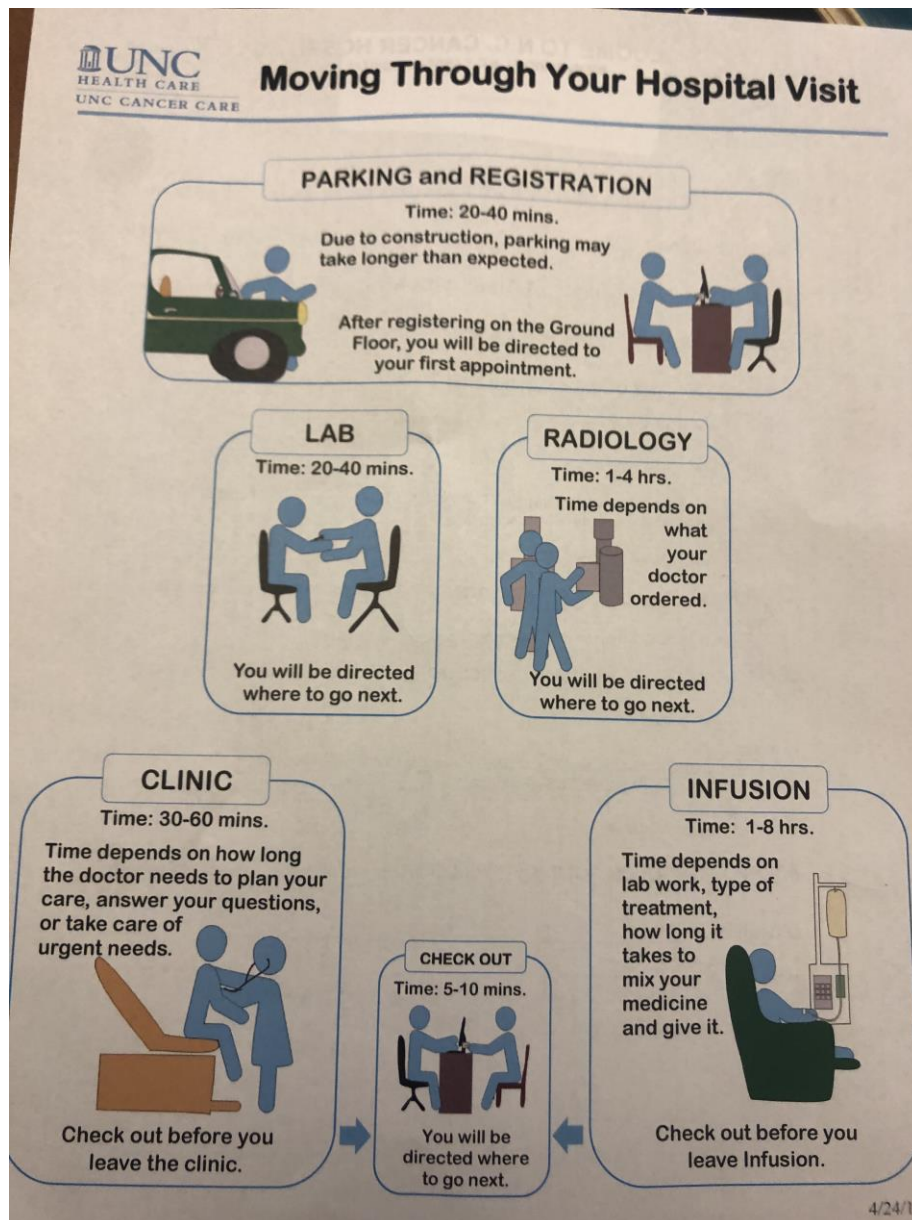 UNC
HEALTH CARE
UNC CANCER CARE
Moving Through Your Hospital Visit
PARKING and REGISTRATION
Time: 20-40 mins.
Due to construction, parking may
take longer than expected.
After registering on the Ground
Floor, you will be directed to
your first appointment.
LAB
Time: 20-40 mins.
You will be directed
where to go next.
RADIOLOGY
Time: 1-4 hrs.
Time depends on
what
your
doctor
ordered.
You will be directed
where to go next.
CLINIC
Time: 30-60 mins.
Time depends on how long
the doctor needs to plan your
care, answer your questions,
or take care of
urgent needs.
Check out before you
leave the clinic.
CHECK OUT
Time: 5-10 mins.
You will be
directed where
to go next.
INFUSION
Time: 1-8 hrs.
Time depends on
lab work, type of
treatment,
how long it
takes to
mix your
medicine
and give it.
Check out before you
leave Infusion.
4/24/1